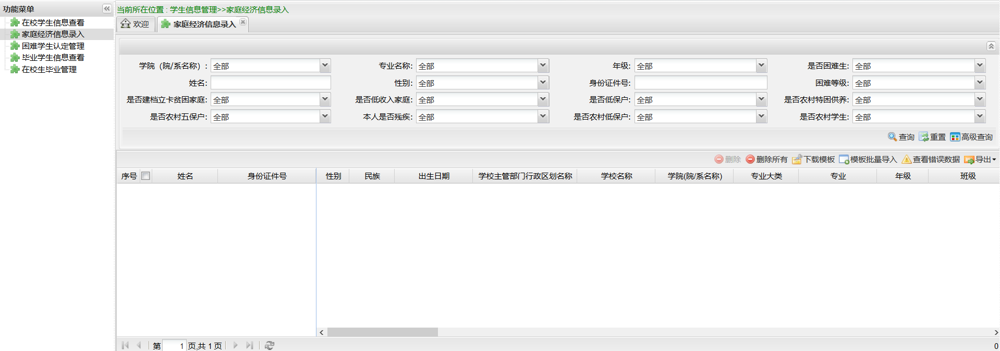 功能菜单
在校学生信息查看
家庭经济信息录入
困难学生认定管理
毕业学生信息查看
在校生毕业管理
当前所在位置 : 学生信息管理>>家庭经济信息录入
欢迎 家庭经济信息录入
学院（院/系名称）: 全部 专业名称: 全部 年级: 全部 是否困难生: 全部
姓名: 性别: 全部 身份证件号: 困难等级: 全部
是否建档立卡贫困家庭: 全部 是否低收入家庭: 全部 是否低保户: 全部 是否农村特困供养: 全部
是否农村五保户: 全部 本人是否残疾: 全部 是否农村低保户: 全部 是否农村学生: 全部
查询 重置 高级查询
删除 删除所有 下载模板 模板批量导入 查看错误数据 导出
序号 姓名 身份证件号 性别 民族 出生日期 学校主管部门行政区划名称 学校名称 学院(院/系名称) 专业大类 专业 年级 班级
第 1 页,共 1 页 0